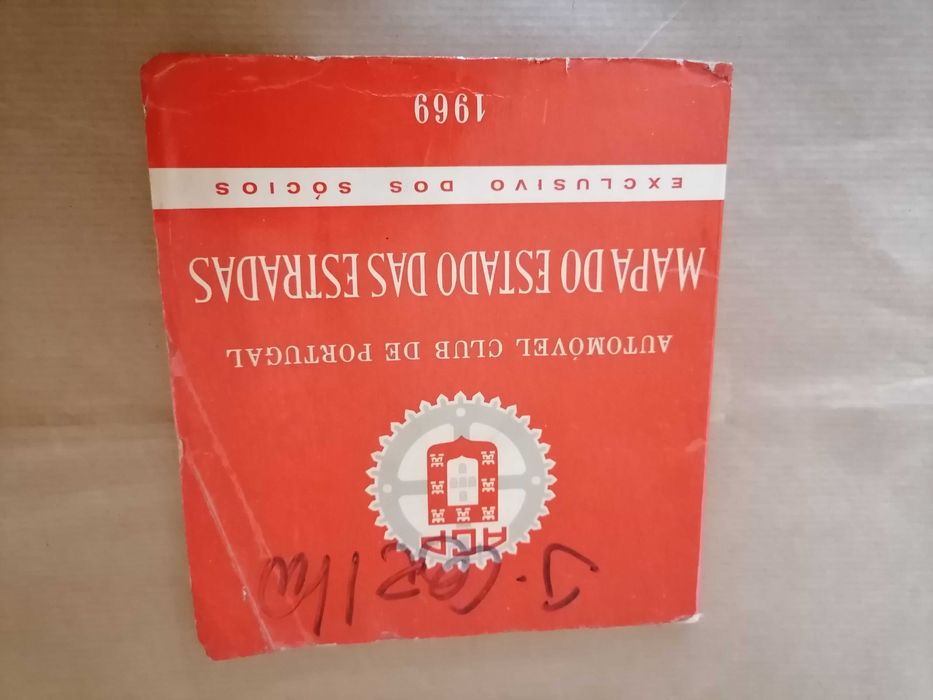 ACP
AUTOMÓVEL CLUB DE PORTUGAL
MAPA DO ESTADO DAS ESTRADAS
EXCLUSIVO DOS SÓCIOS
1969